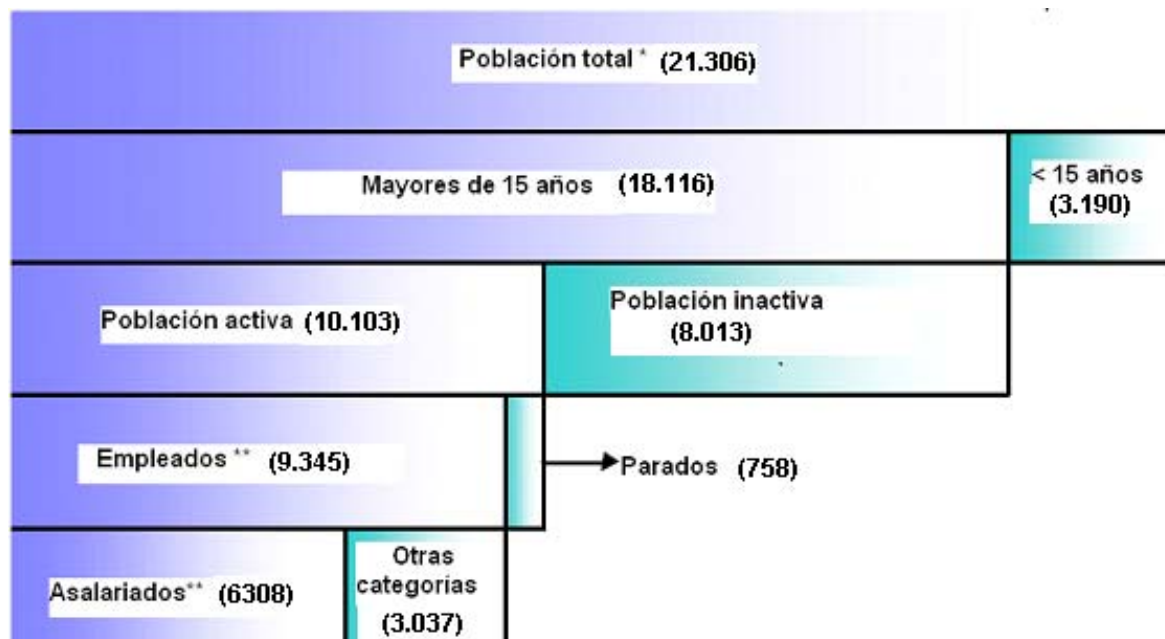 Población total * (21.306)
Mayores de 15 años (18.116)
< 15 años
(3.190)
Población activa (10.103)
Población inactiva
(8.013)
Empleados ** (9.345)
Parados (758)
Asalariados** (6308)
Otras
categorías
(3.037)